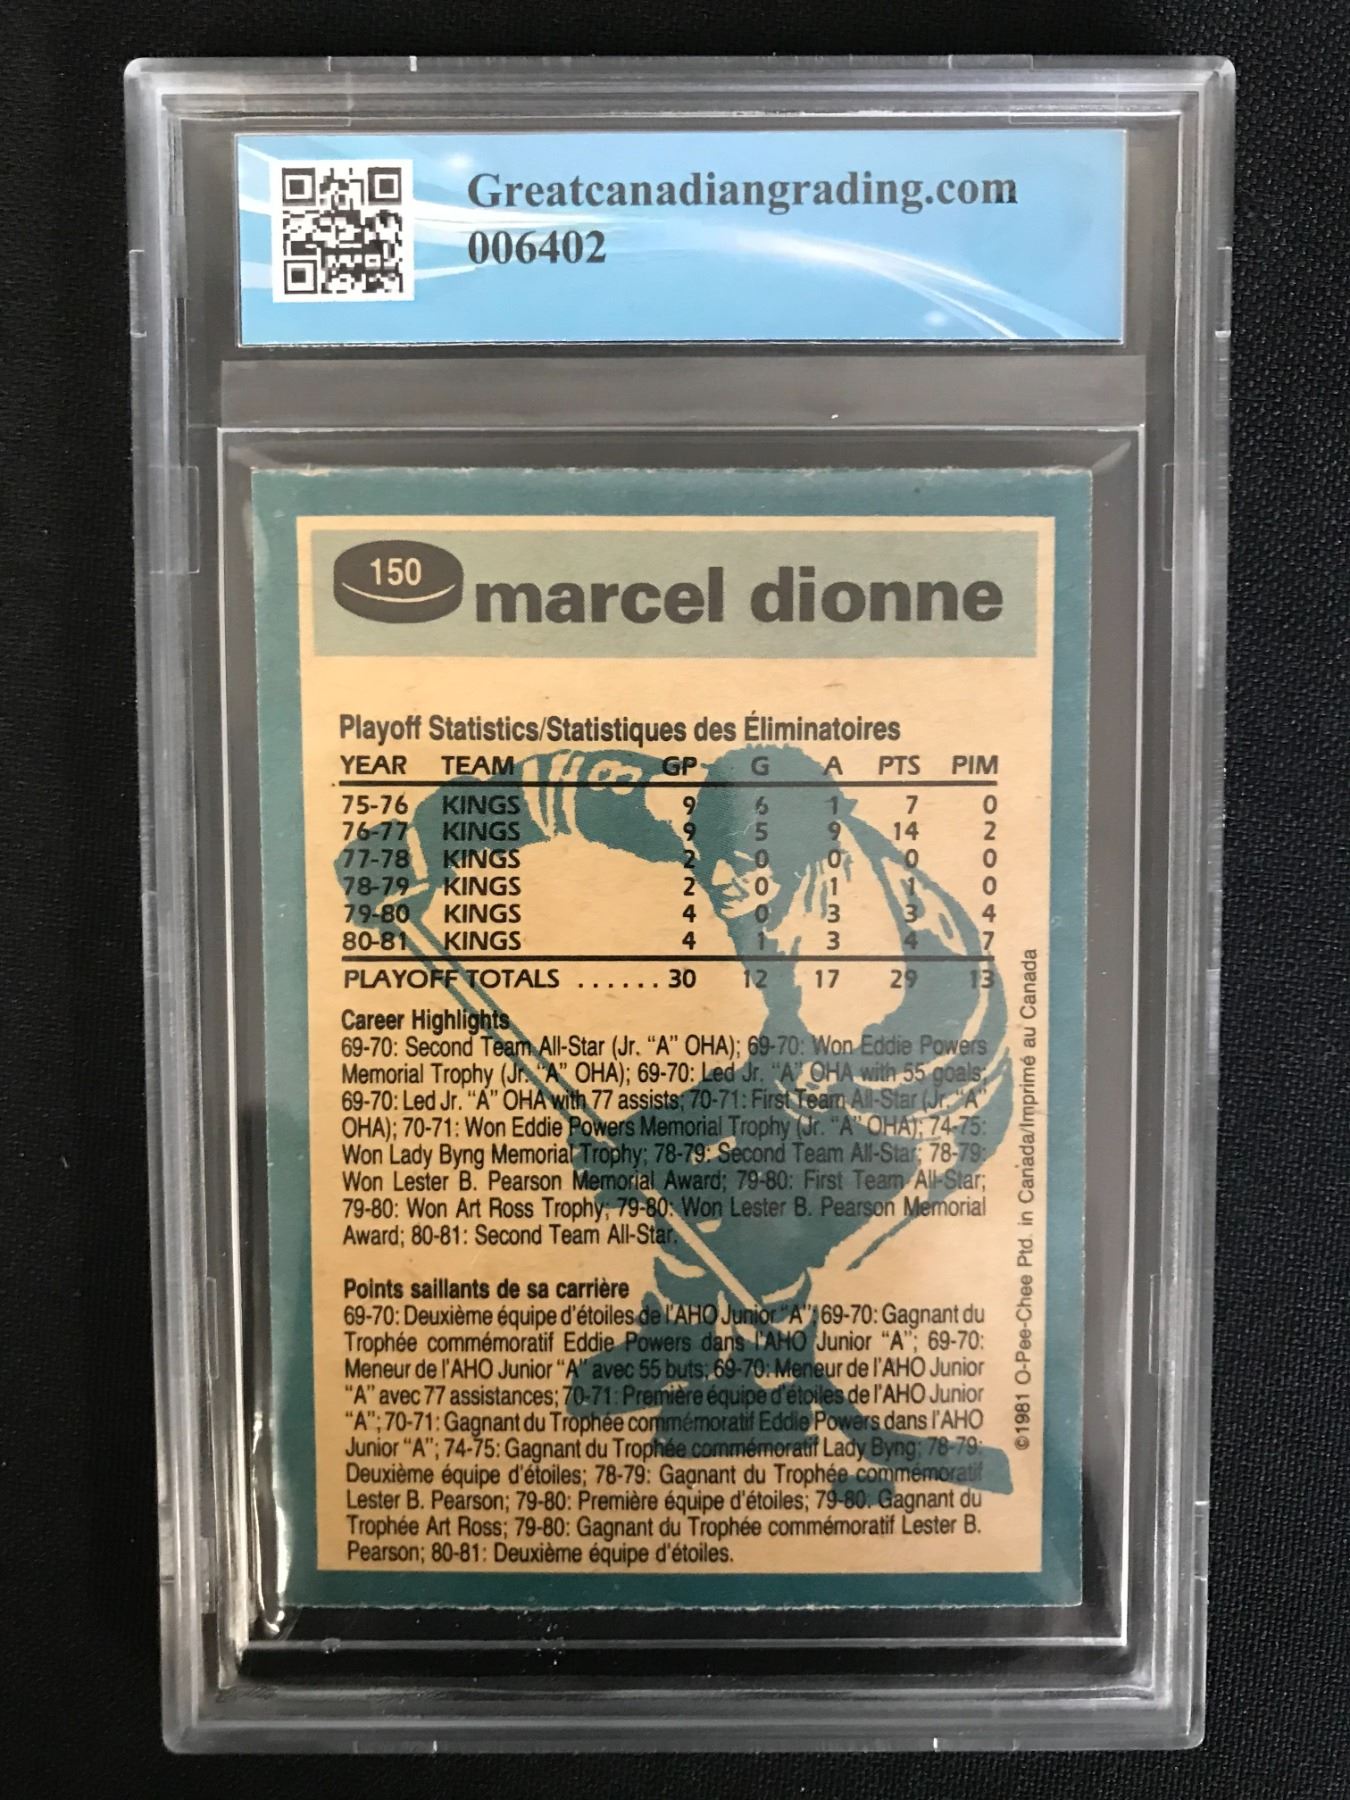 Greatcanadiangrading.com
006402
150
marcel dionne
Playoff Statistics/Statistiques des Éliminatoires
YEAR TEAM GP G A PTS PIM
75-76 KINGS 9 6 1 7 0
76-77 KINGS 9 5 9 14 2
77-78 KINGS 2 0 0 0 0
78-79 KINGS 2 0 1 1 0
79-80 KINGS 4 0 3 3 4
80-81 KINGS 4 1 3 4 7
PLAYOFF TOTALS ...... 30 12 17 29 13
Career Highlights
69-70: Second Team All-Star (Jr. “A” OHA); 69-70: Won Eddie Powers
Memorial Trophy (Jr. “A” OHA); 69-70: Led Jr. “A” OHA with 55 goals;
69-70: Led Jr. “A” OHA with 77 assists; 70-71: First Team All-Star (Jr. “A”
OHA); 70-71: Won Eddie Powers Memorial Trophy (Jr. “A” OHA); 74-75:
Won Lady Byng Memorial Trophy; 78-79: Second Team All-Star; 78-79:
Won Lester B. Pearson Memorial Award; 79-80: First Team All-Star;
79-80: Won Art Ross Trophy; 79-80: Won Lester B. Pearson Memorial
Award; 80-81: Second Team All-Star.
Points saillants de sa carrière
69-70: Deuxième équipe d'étoiles de l'AHO Junior “A”; 69-70: Gagnant du
Trophée commémoratif Eddie Powers dans l'AHO Junior “A”; 69-70:
Meneur de l'AHO Junior “A” avec 55 buts; 69-70: Meneur de l'AHO Junior
“A” avec 77 assistances; 70-71: Première équipe d'étoiles de l'AHO Junior
“A”; 70-71: Gagnant du Trophée commémoratif Eddie Powers dans l'AHO
Junior “A”; 74-75: Gagnant du Trophée commémoratif Lady Byng; 78-79:
Deuxième équipe d'étoiles; 78-79: Gagnant du Trophée commémoratif
Lester B. Pearson; 79-80: Première équipe d'étoiles; 79-80: Gagnant du
Trophée Art Ross; 79-80: Gagnant du Trophée commémoratif Lester B.
Pearson; 80-81: Deuxième équipe d'étoiles.
©1981 O-Pee-Chee Ptd. in Canada/Imprimé au Canada